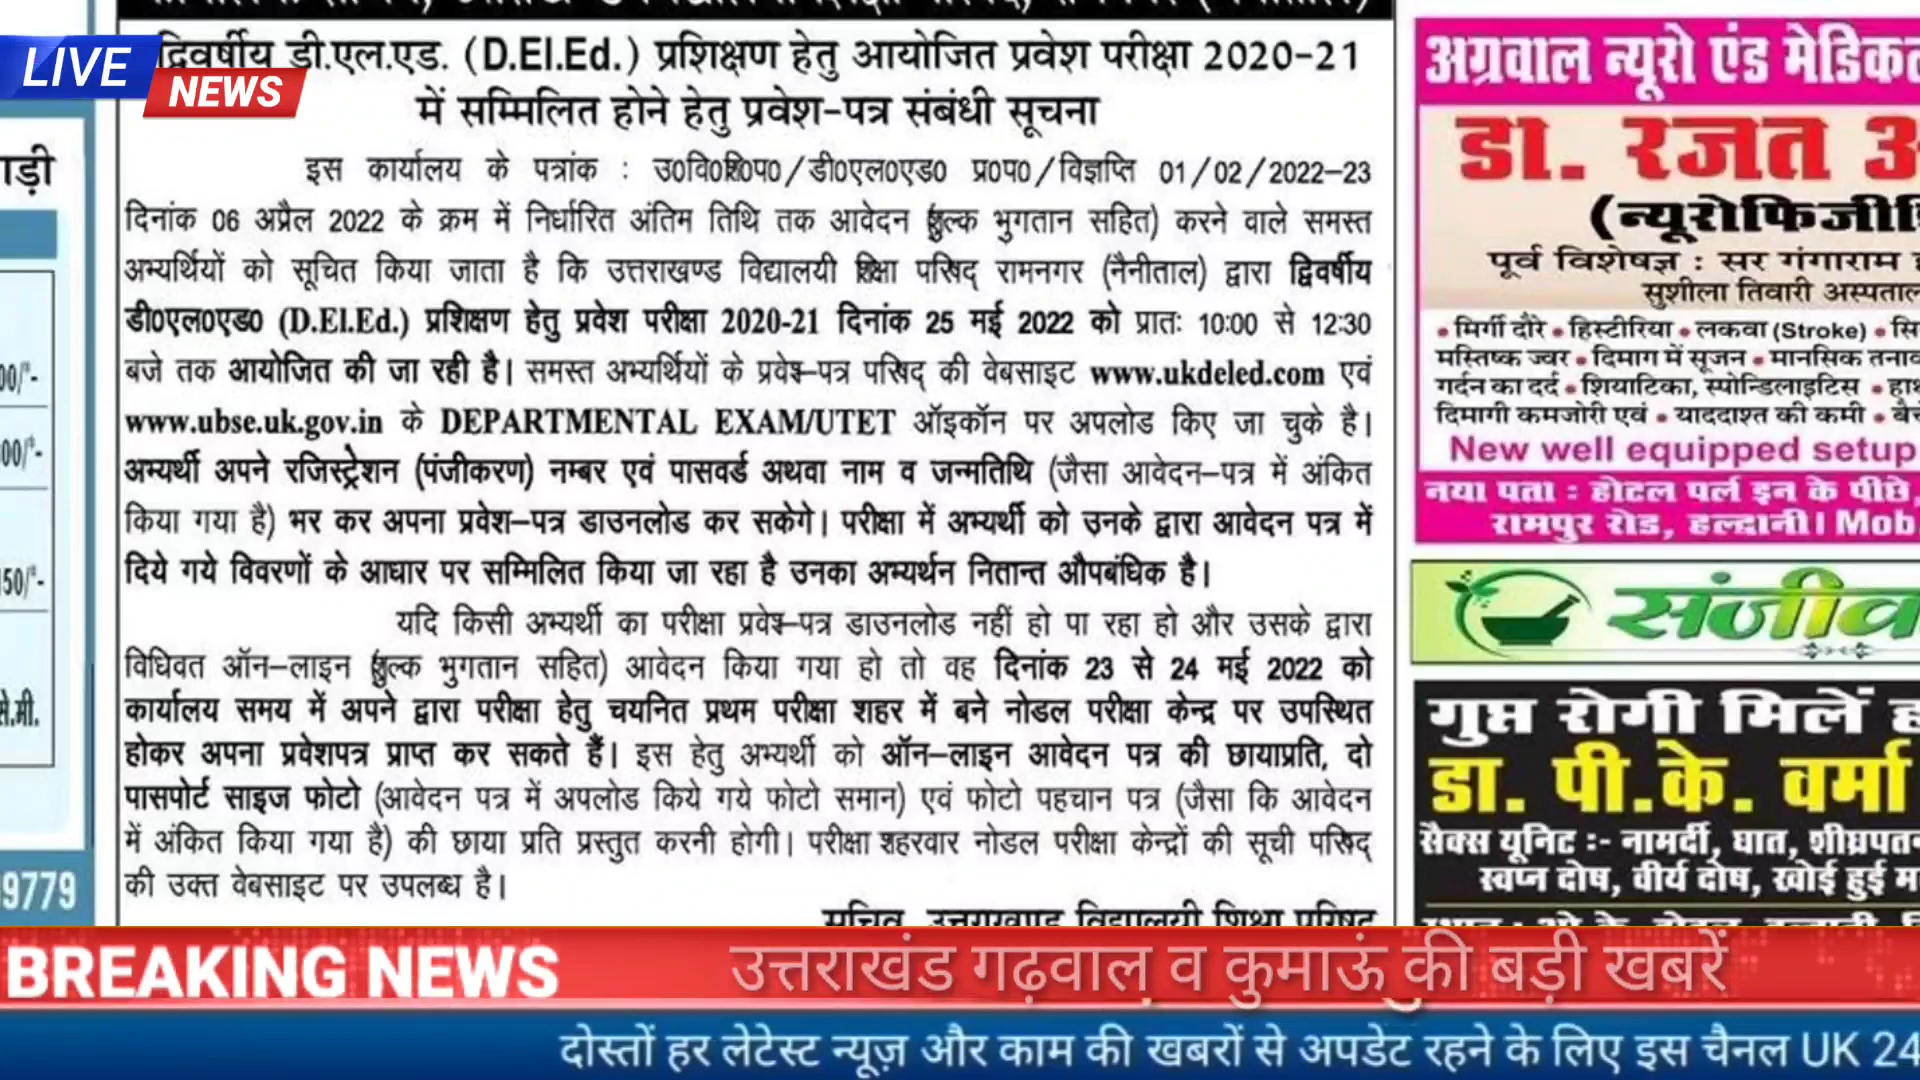 LIVE
NEWS
द्विवर्षीय डी.एल.एड. (D.El.Ed.) प्रशिक्षण हेतु आयोजित प्रवेश परीक्षा 2020-21
में सम्मिलित होने हेतु प्रवेश-पत्र संबंधी सूचना
इस कार्यालय के पत्रांक : उ0वि0शि0प0/डी0एल0एड0 प्र0प0/विज्ञप्ति 01/02/2022-23
दिनांक 06 अप्रैल 2022 के क्रम में निर्धारित अंतिम तिथि तक आवेदन (शुल्क भुगतान सहित) करने वाले समस्त
अभ्यर्थियों को सूचित किया जाता है कि उत्तराखण्ड विद्यालयी शिक्षा परिषद् रामनगर (नैनीताल) द्वारा द्विवर्षीय
डी0एल0एड0 (D.El.Ed.) प्रशिक्षण हेतु प्रवेश परीक्षा 2020-21 दिनांक 25 मई 2022 को प्रातः 10:00 से 12:30
बजे तक आयोजित की जा रही है। समस्त अभ्यर्थियों के प्रवेश-पत्र परिषद् की वेबसाइट www.ukdeled.com एवं
www.ubse.uk.gov.in के DEPARTMENTAL EXAM/UTET ऑइकॉन पर अपलोड किए जा चुके है।
अभ्यर्थी अपने रजिस्ट्रेशन (पंजीकरण) नम्बर एवं पासवर्ड अथवा नाम व जन्मतिथि (जैसा आवेदन-पत्र में अंकित
किया गया है) भर कर अपना प्रवेश-पत्र डाउनलोड कर सकेगे। परीक्षा में अभ्यर्थी को उनके द्वारा आवेदन पत्र में
दिये गये विवरणों के आधार पर सम्मिलित किया जा रहा है उनका अभ्यर्थन नितान्त औपबंधिक है।
यदि किसी अभ्यर्थी का परीक्षा प्रवेश-पत्र डाउनलोड नहीं हो पा रहा हो और उसके द्वारा
विधिवत ऑन-लाइन (शुल्क भुगतान सहित) आवेदन किया गया हो तो वह दिनांक 23 से 24 मई 2022 को
कार्यालय समय में अपने द्वारा परीक्षा हेतु चयनित प्रथम परीक्षा शहर में बने नोडल परीक्षा केन्द्र पर उपस्थित
होकर अपना प्रवेशपत्र प्राप्त कर सकते हैं। इस हेतु अभ्यर्थी को ऑन-लाइन आवेदन पत्र की छायाप्रति, दो
पासपोर्ट साइज फोटो (आवेदन पत्र में अपलोड किये गये फोटो समान) एवं फोटो पहचान पत्र (जैसा कि आवेदन
में अंकित किया गया है) की छाया प्रति प्रस्तुत करनी होगी। परीक्षा शहरवार नोडल परीक्षा केन्द्रों की सूची परिषद्
की उक्त वेबसाइट पर उपलब्ध है।
सचिव, उत्तराखण्ड विद्यालयी शिक्षा परिषद
9779
अग्रवाल न्यूरो एंड मेडिकल
डा. रजत
(न्यूरोफिजीशि
पूर्व विशेषज्ञ : सर गंगाराम
सुशीला तिवारी अस्पताल
• मिर्गी दौरे • हिस्टीरिया • लकवा (Stroke) •
मस्तिष्क ज्वर • दिमाग में सूजन • मानसिक तनाव
गर्दन का दर्द • शियाटिका, स्पोन्डिलाइटिस •
दिमागी कमजोरी एवं • याददाश्त की कमी •
New well equipped setup
नया पता : होटल पर्ल इन के पीछे,
रामपुर रोड, हल्द्वानी। Mob
संजीव
गुप्त रोगी मिलें
डा. पी.के. वर्मा
सैक्स यूनिट :- नामर्दी, धात, शीघ्रपतन
स्वप्न दोष, वीर्य दोष, खोई हुई
BREAKING NEWS
उत्तराखंड गढ़वाल व कुमाऊं की बड़ी खबरें
दोस्तों हर लेटेस्ट न्यूज़ और काम की खबरों से अपडेट रहने के लिए इस चैनल UK 24